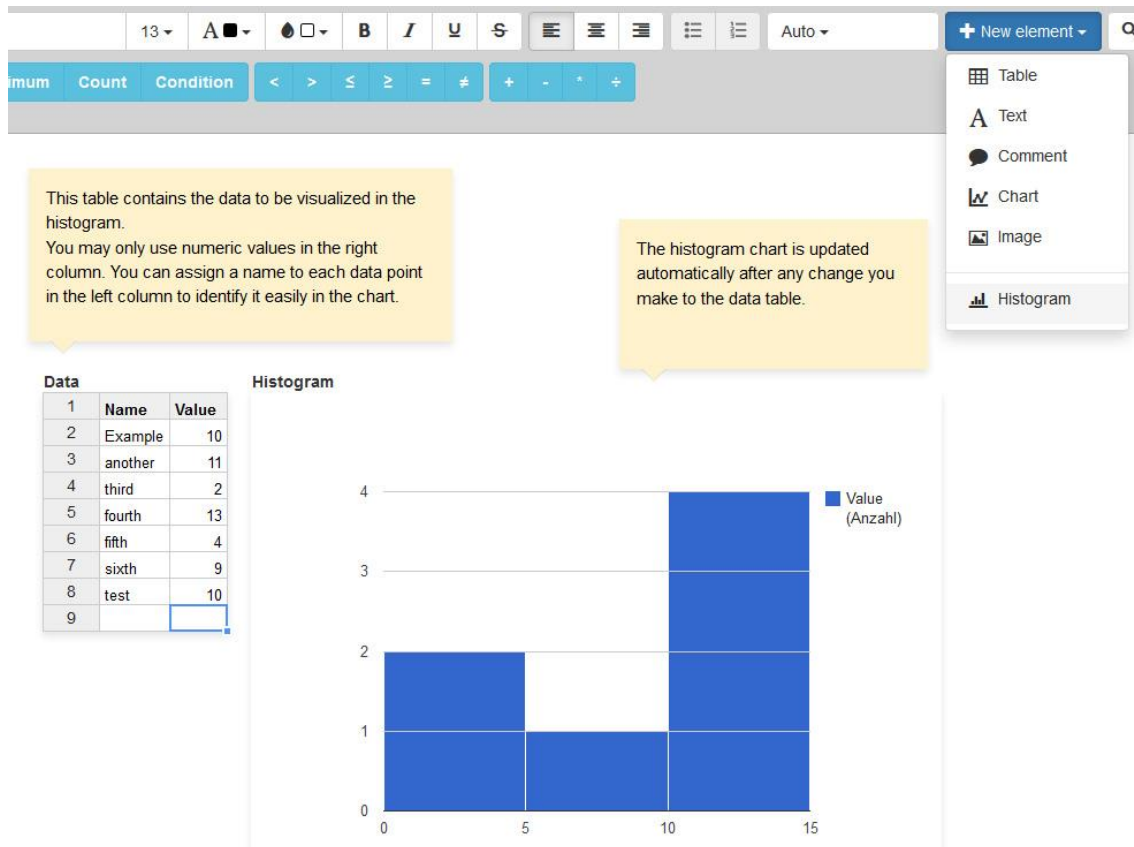 13
A
B I U S
Auto
New element
Count Condition
< > ≤ ≥ = ≠ + - * ÷
Table
A Text
Comment
Chart
Image
Histogram
This table contains the data to be visualized in the
histogram.
You may only use numeric values in the right
column. You can assign a name to each data point
in the left column to identify it easily in the chart.
The histogram chart is updated
automatically after any change you
make to the data table.
Data
1 Name Value
2 Example 10
3 another 11
4 third 2
5 fourth 13
6 fifth 4
7 sixth 9
8 test 10
9
Histogram
4
3
2
1
0
0 5 10 15
Value
(Anzahl)